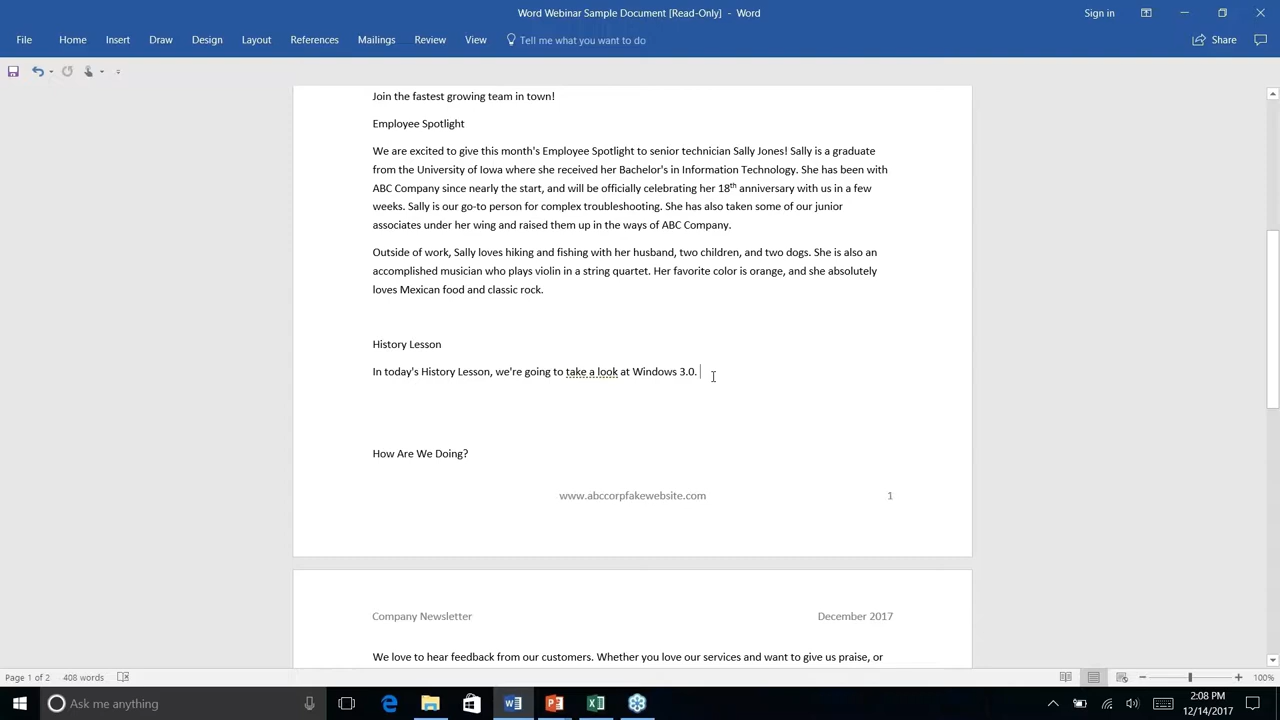 Word Webinar Sample Document [Read-Only] - Word
Sign in
File Home Insert Draw Design Layout References Mailings Review View Tell me what you want to do Share
Join the fastest growing team in town!
Employee Spotlight
We are excited to give this month's Employee Spotlight to senior technician Sally Jones! Sally is a graduate
from the University of Iowa where she received her Bachelor's in Information Technology. She has been with
ABC Company since nearly the start, and will be officially celebrating her 18th anniversary with us in a few
weeks. Sally is our go-to person for complex troubleshooting. She has also taken some of our junior
associates under her wing and raised them up in the ways of ABC Company.
Outside of work, Sally loves hiking and fishing with her husband, two children, and two dogs. She is also an
accomplished musician who plays violin in a string quartet. Her favorite color is orange, and she absolutely
loves Mexican food and classic rock.
History Lesson
In today's History Lesson, we're going to take a look at Windows 3.0.
How Are We Doing?
www.abccorpfakewebsite.com 1
Company Newsletter December 2017
We love to hear feedback from our customers. Whether you love our services and want to give us praise, or
Page 1 of 2 408 words 100%
Ask me anything
2:08 PM
12/14/2017